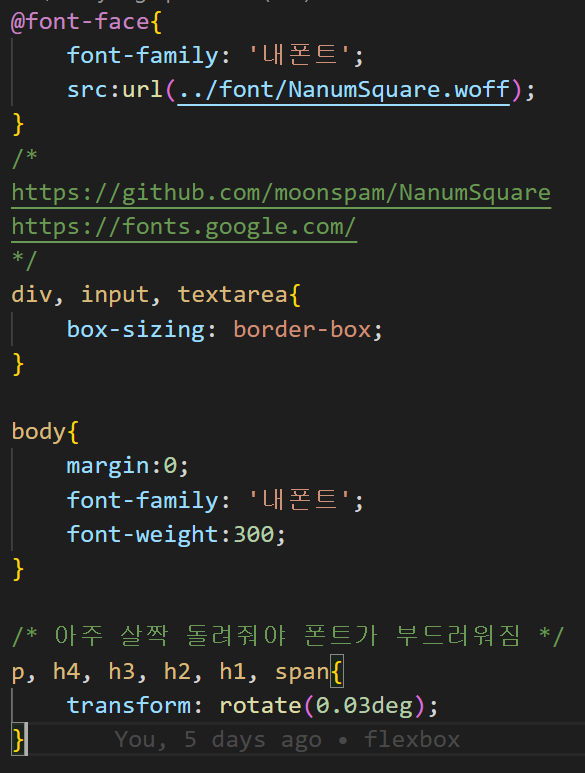 @font-face{
font-family: '내폰트';
src:url(../font/NanumSquare.woff);
}
/*
https://github.com/moonspam/NanumSquare
https://fonts.google.com/
*/
div, input, textarea{
box-sizing: border-box;
}
body{
margin:0;
font-family: '내폰트';
font-weight:300;
}
/* 아주 살짝 돌려줘야 폰트가 부드러워짐 */
p, h4, h3, h2, h1, span{
transform: rotate(0.03deg);
} You, 5 days ago • flexbox